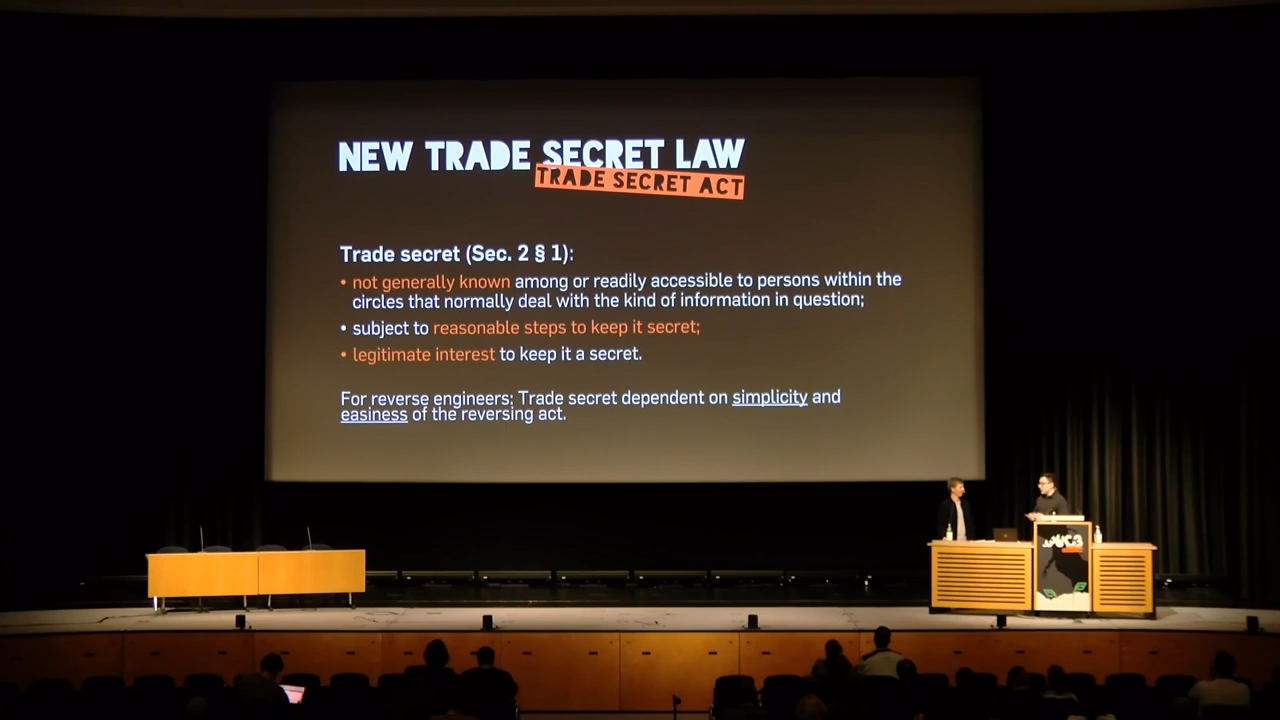 NEW TRADE SECRET LAW
TRADE SECRET ACT
Trade secret (Sec. 2 § 1):
• not generally known among or readily accessible to persons within the
circles that normally deal with the kind of information in question;
• subject to reasonable steps to keep it secret;
• legitimate interest to keep it a secret.
For reverse engineers: Trade secret dependent on simplicity and
easiness of the reversing act.